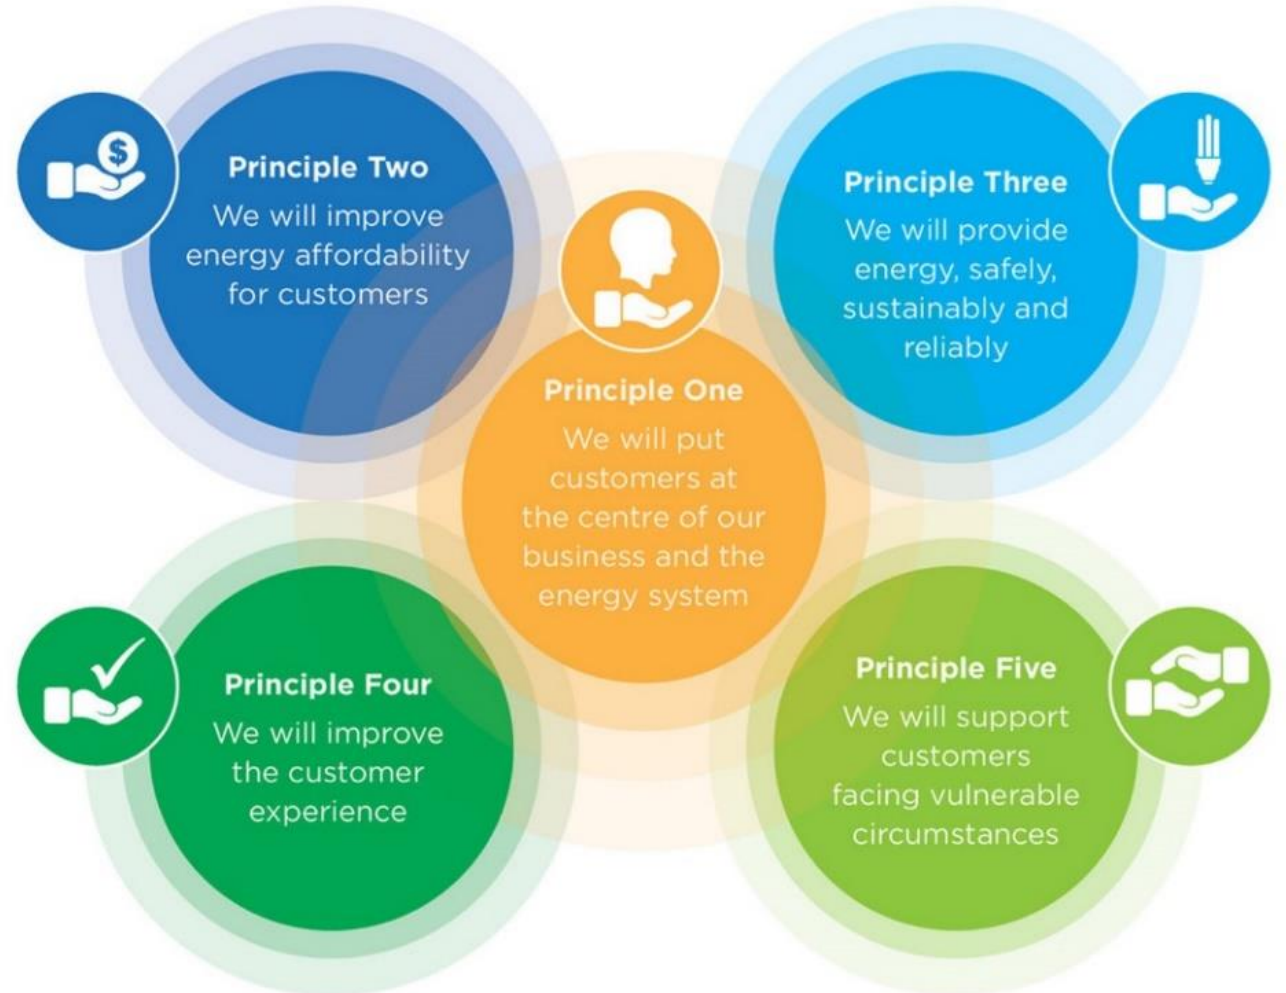 Principle Two
We will improve
energy affordability
for customers
Principle Three
We will provide
energy, safely,
sustainably and
reliably
Principle One
We will put
customers at
the centre of our
business and the
energy system
Principle Four
We will improve
the customer
experience
Principle Five
We will support
customers
facing vulnerable
circumstances
$